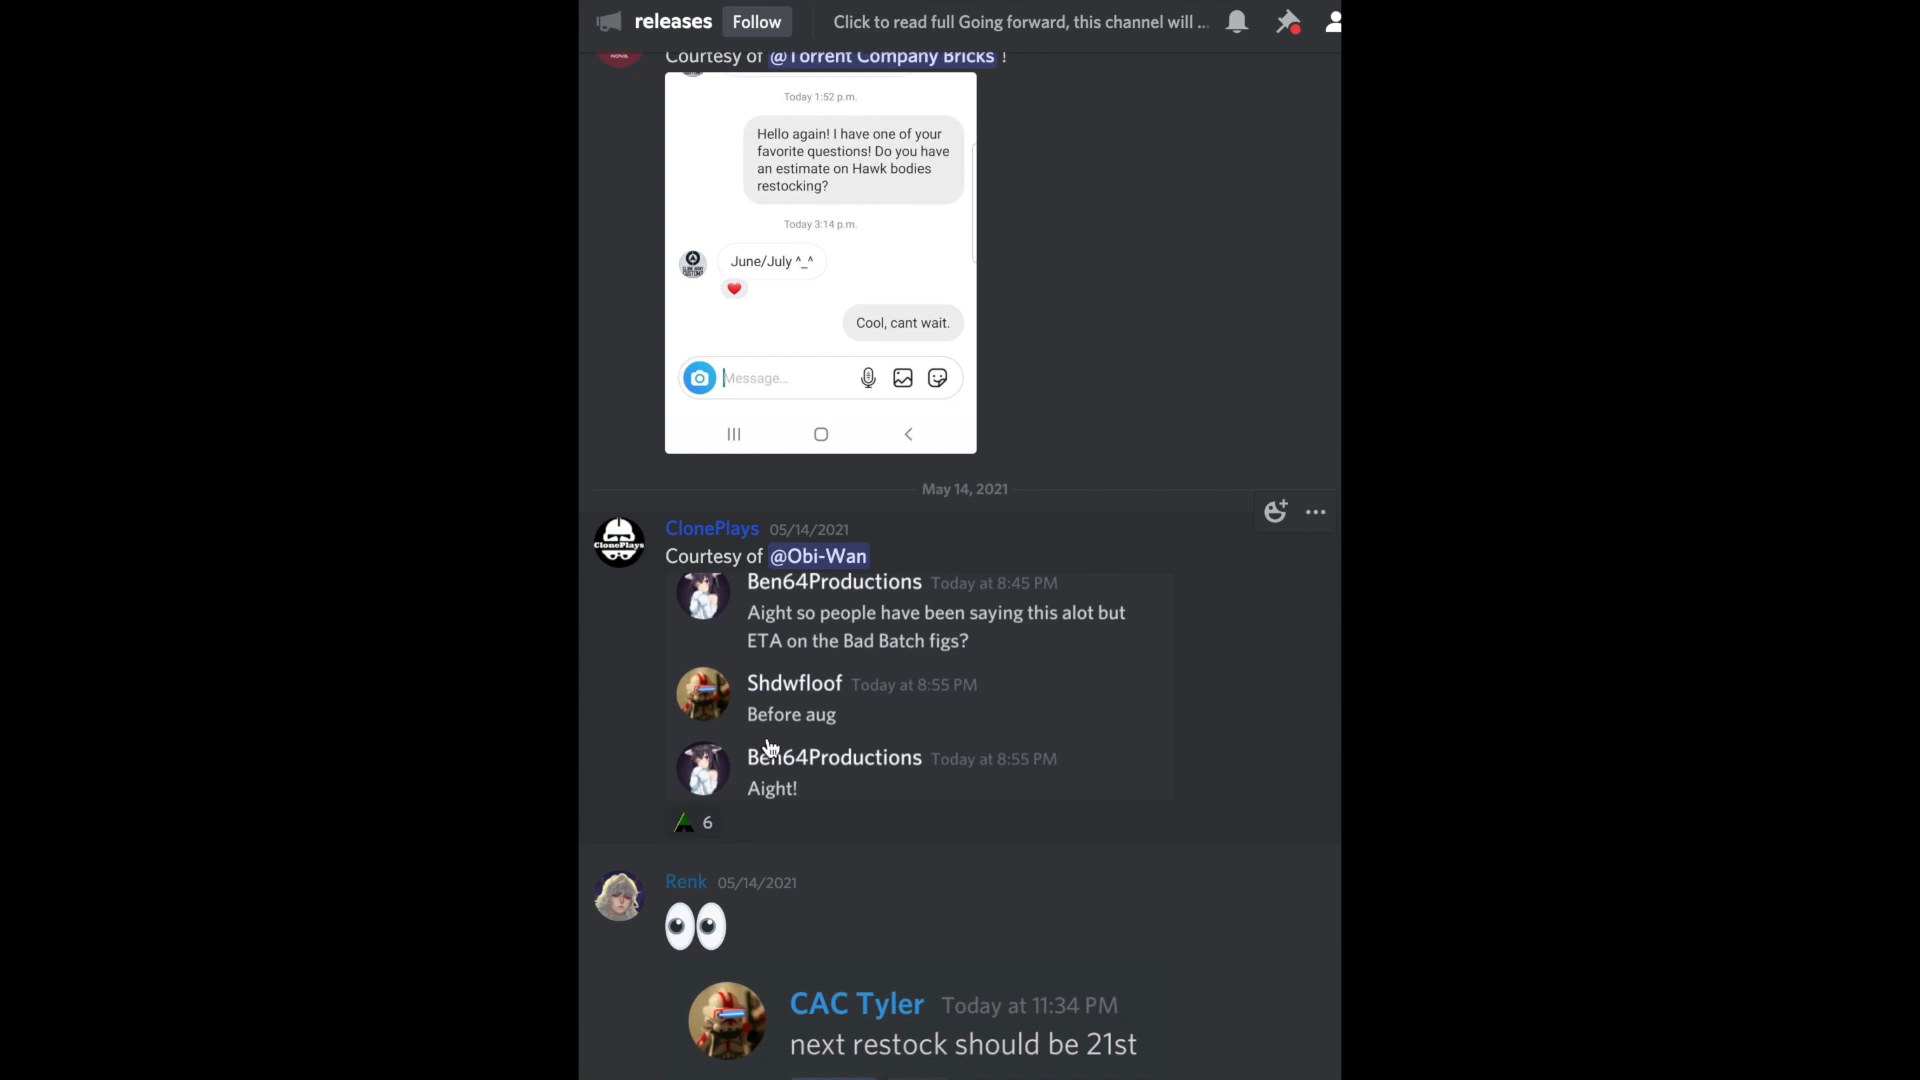 releases Follow Click to read full Going forward, this channel will ...
Courtesy of @Torrent Company Bricks !
Today 1:52 p.m.
Hello again! I have one of your
favorite questions! Do you have
an estimate on Hawk bodies
restocking?
Today 3:14 p.m.
June/July ^_^
Cool, cant wait.
Message...
May 14, 2021
ClonePlays 05/14/2021
ClonePlays
Courtesy of @Obi-Wan
Ben64Productions Today at 8:45 PM
Aight so people have been saying this alot but
ETA on the Bad Batch figs?
Shdwfloof Today at 8:55 PM
Before aug
Ben64Productions Today at 8:55 PM
Aight!
6
Renk 05/14/2021
CAC Tyler Today at 11:34 PM
next restock should be 21st